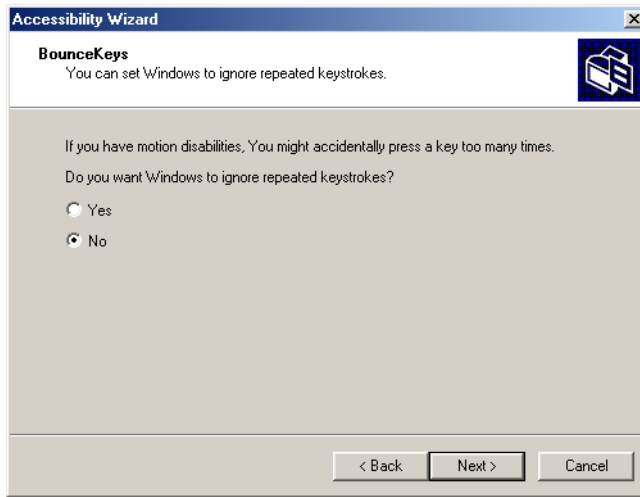 Accessibility Wizard
BounceKeys
You can set Windows to ignore repeated keystrokes.
If you have motion disabilities, You might accidentally press a key too many times.
Do you want Windows to ignore repeated keystrokes?
Yes
No
< Back Next > Cancel